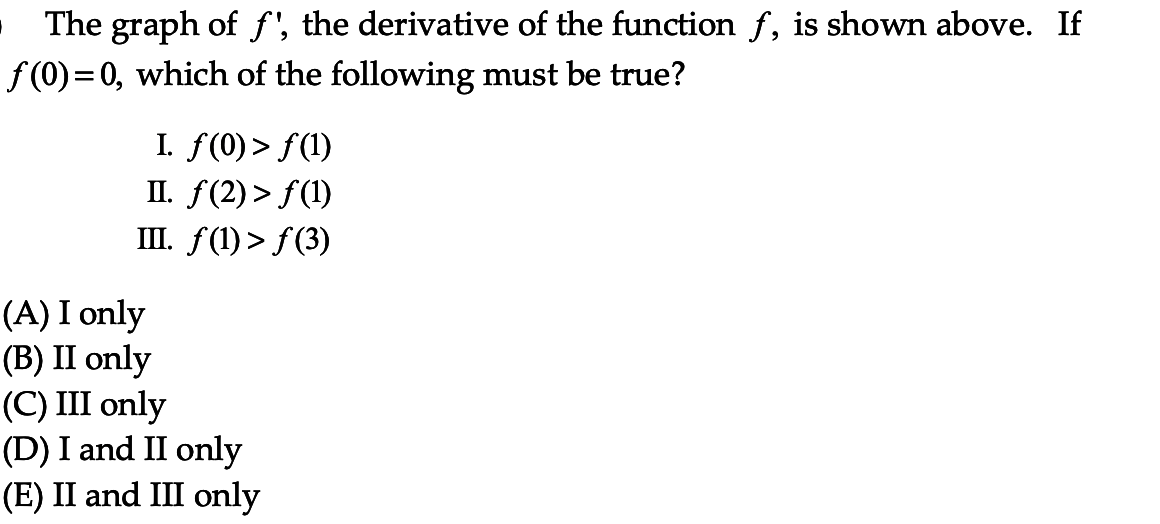 The graph of f', the derivative of the function f, is shown above. If
f(0)=0, which of the following must be true?
I. f(0)> f(1)
II. f(2)> f(1)
III. f(1)> f(3)
(A) I only
(B) II only
(C) III only
(D) I and II only
(E) II and III only